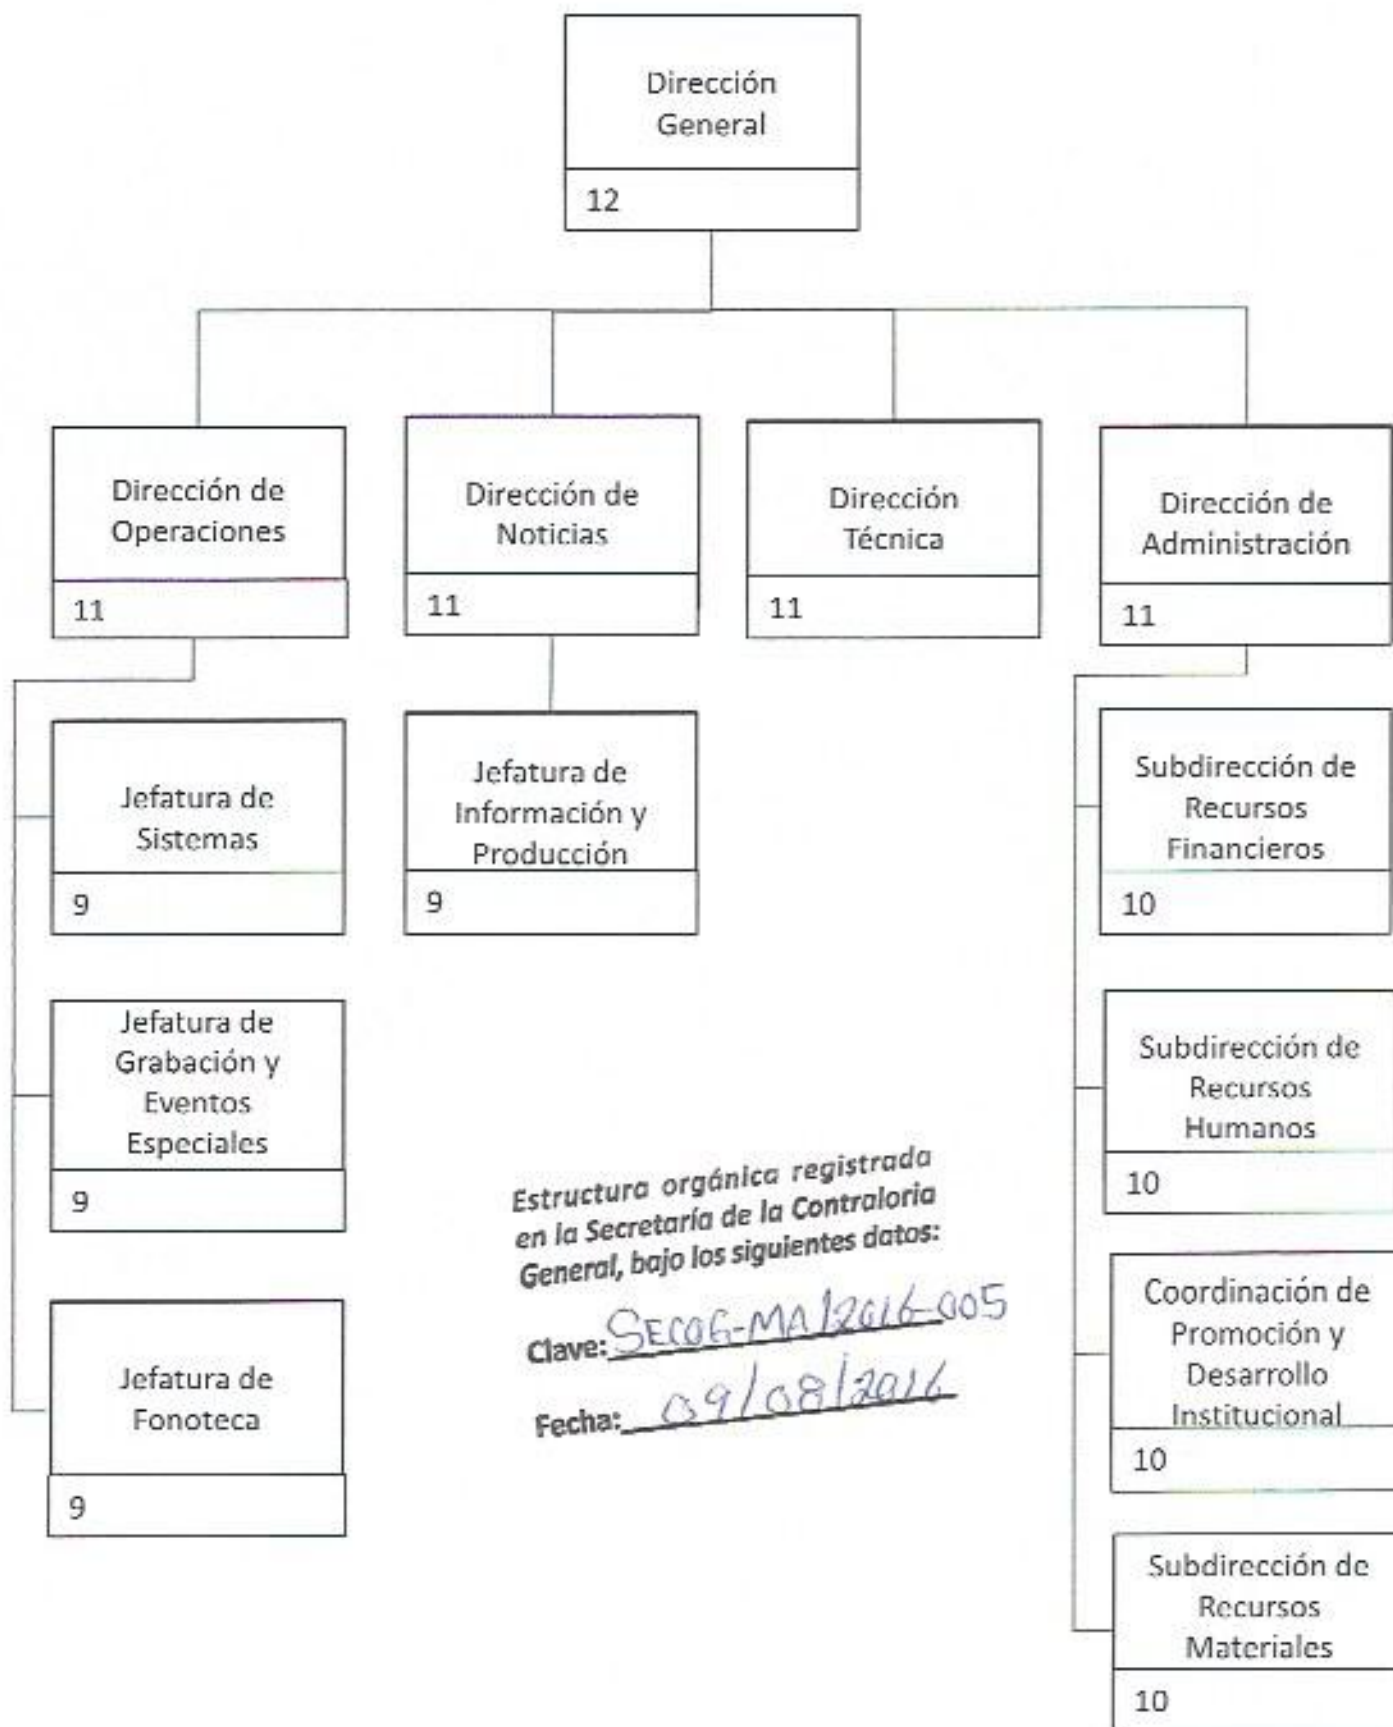 Dirección
General
12
Dirección de
Operaciones
11
Dirección de
Noticias
11
Dirección
Técnica
11
Dirección de
Administración
11
Jefatura de
Sistemas
9
Jefatura de
Grabación y
Eventos
Especiales
9
Jefatura de
Fonoteca
9
Jefatura de
Información y
Producción
9
Subdirección de
Recursos
Financieros
10
Subdirección de
Recursos
Humanos
10
Coordinación de
Promoción y
Desarrollo
Institucional
10
Subdirección de
Recursos
Materiales
10
Estructura orgánica registrada
en la Secretaría de la Contraloria
General, bajo los siguientes datos:
Clave: SECOG-MA/2016-005
Fecha: 09/08/2016